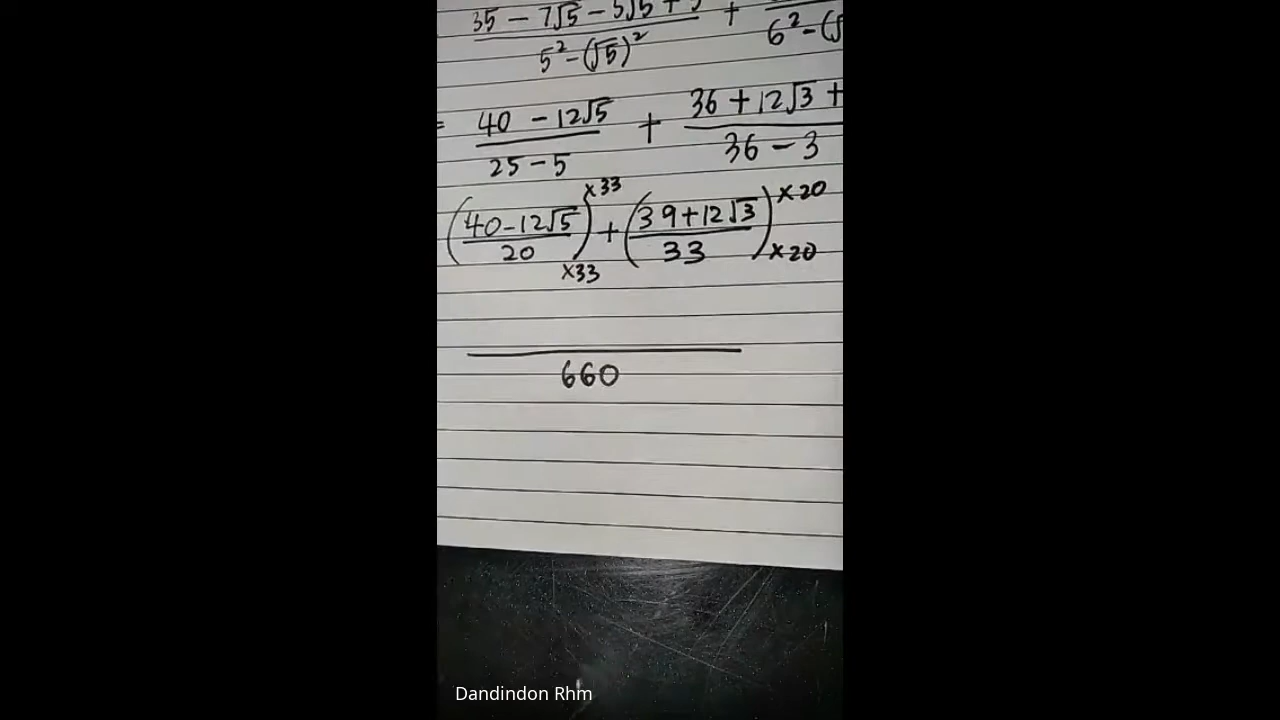 35 - 7√5 - 5√5 + 5 +
5² - (√5)² 6² - (√
= 40 - 12√5 + 36 + 12√3 +
25 - 5 36 - 3
(40 - 12√5 / 20) ×33 ×33 + (39 + 12√3 / 33) ×20 ×20
660
Dandindon Rhm